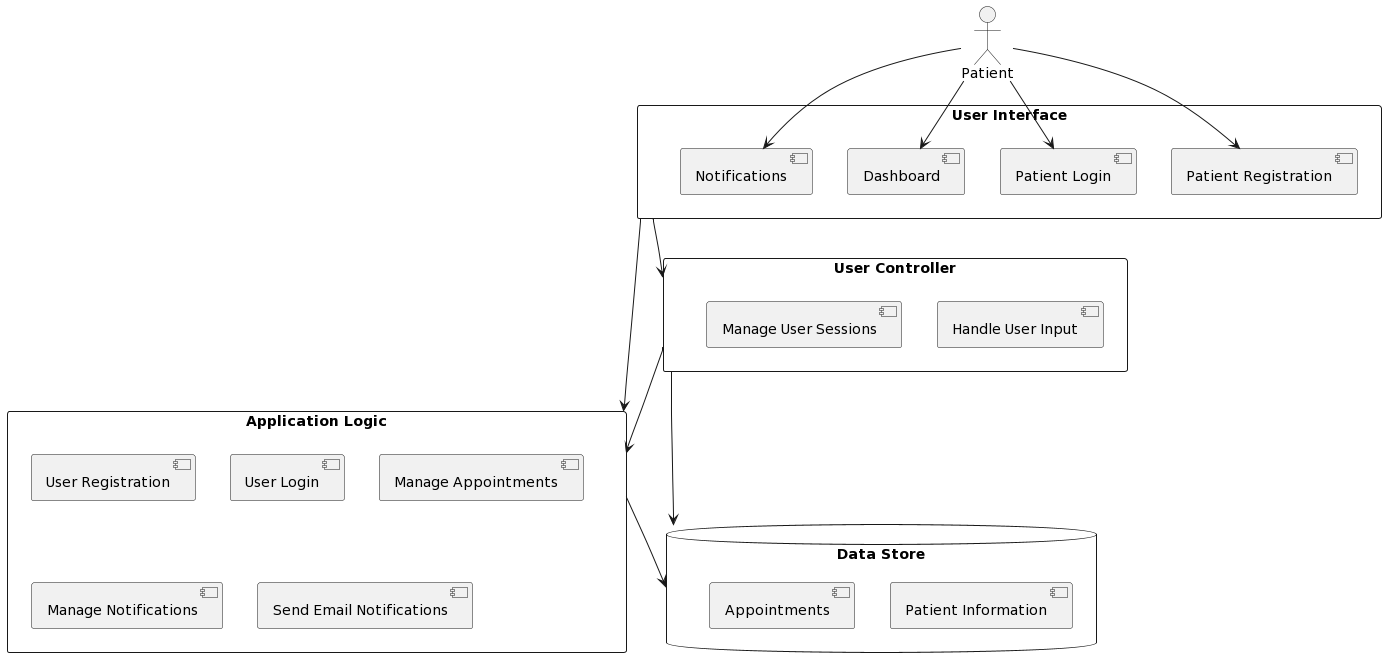 Patient
User Interface
Notifications
Dashboard
Patient Login
Patient Registration
User Controller
Manage User Sessions
Handle User Input
Application Logic
User Registration
User Login
Manage Appointments
Manage Notifications
Send Email Notifications
Data Store
Appointments
Patient Information